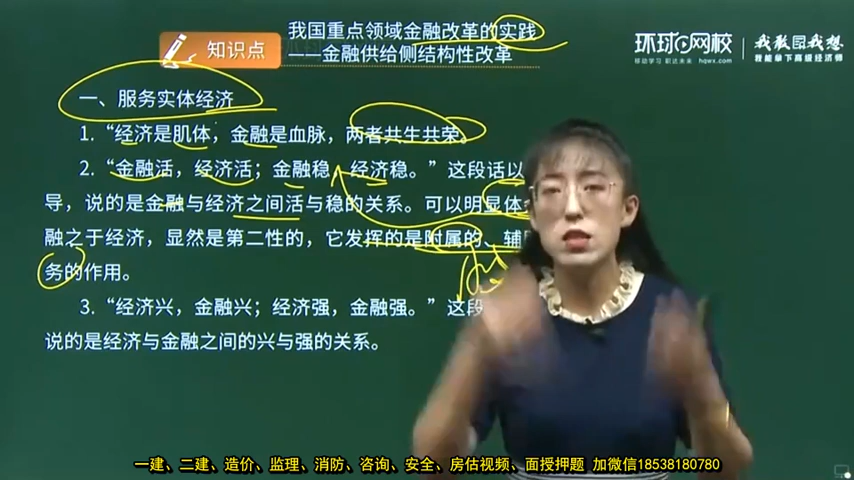 知识点
我国重点领域金融改革的实践
——金融供给侧结构性改革
环球网校
移动学习 职达未来 hqwx.com
我敢 我想
我能拿下高级经济师
一、服务实体经济
1.“经济是肌体，金融是血脉，两者共生共荣。
2.“金融活，经济活；金融稳，经济稳。”这段话以
导，说的是金融与经济之间活与稳的关系。可以明显体
融之于经济，显然是第二性的，它发挥的是附属的、辅
务的作用。
3.“经济兴，金融兴；经济强，金融强。”这段
说的是经济与金融之间的兴与强的关系。
一建、二建、造价、监理、消防、咨询、安全、房估视频、面授押题 加微信18538180780